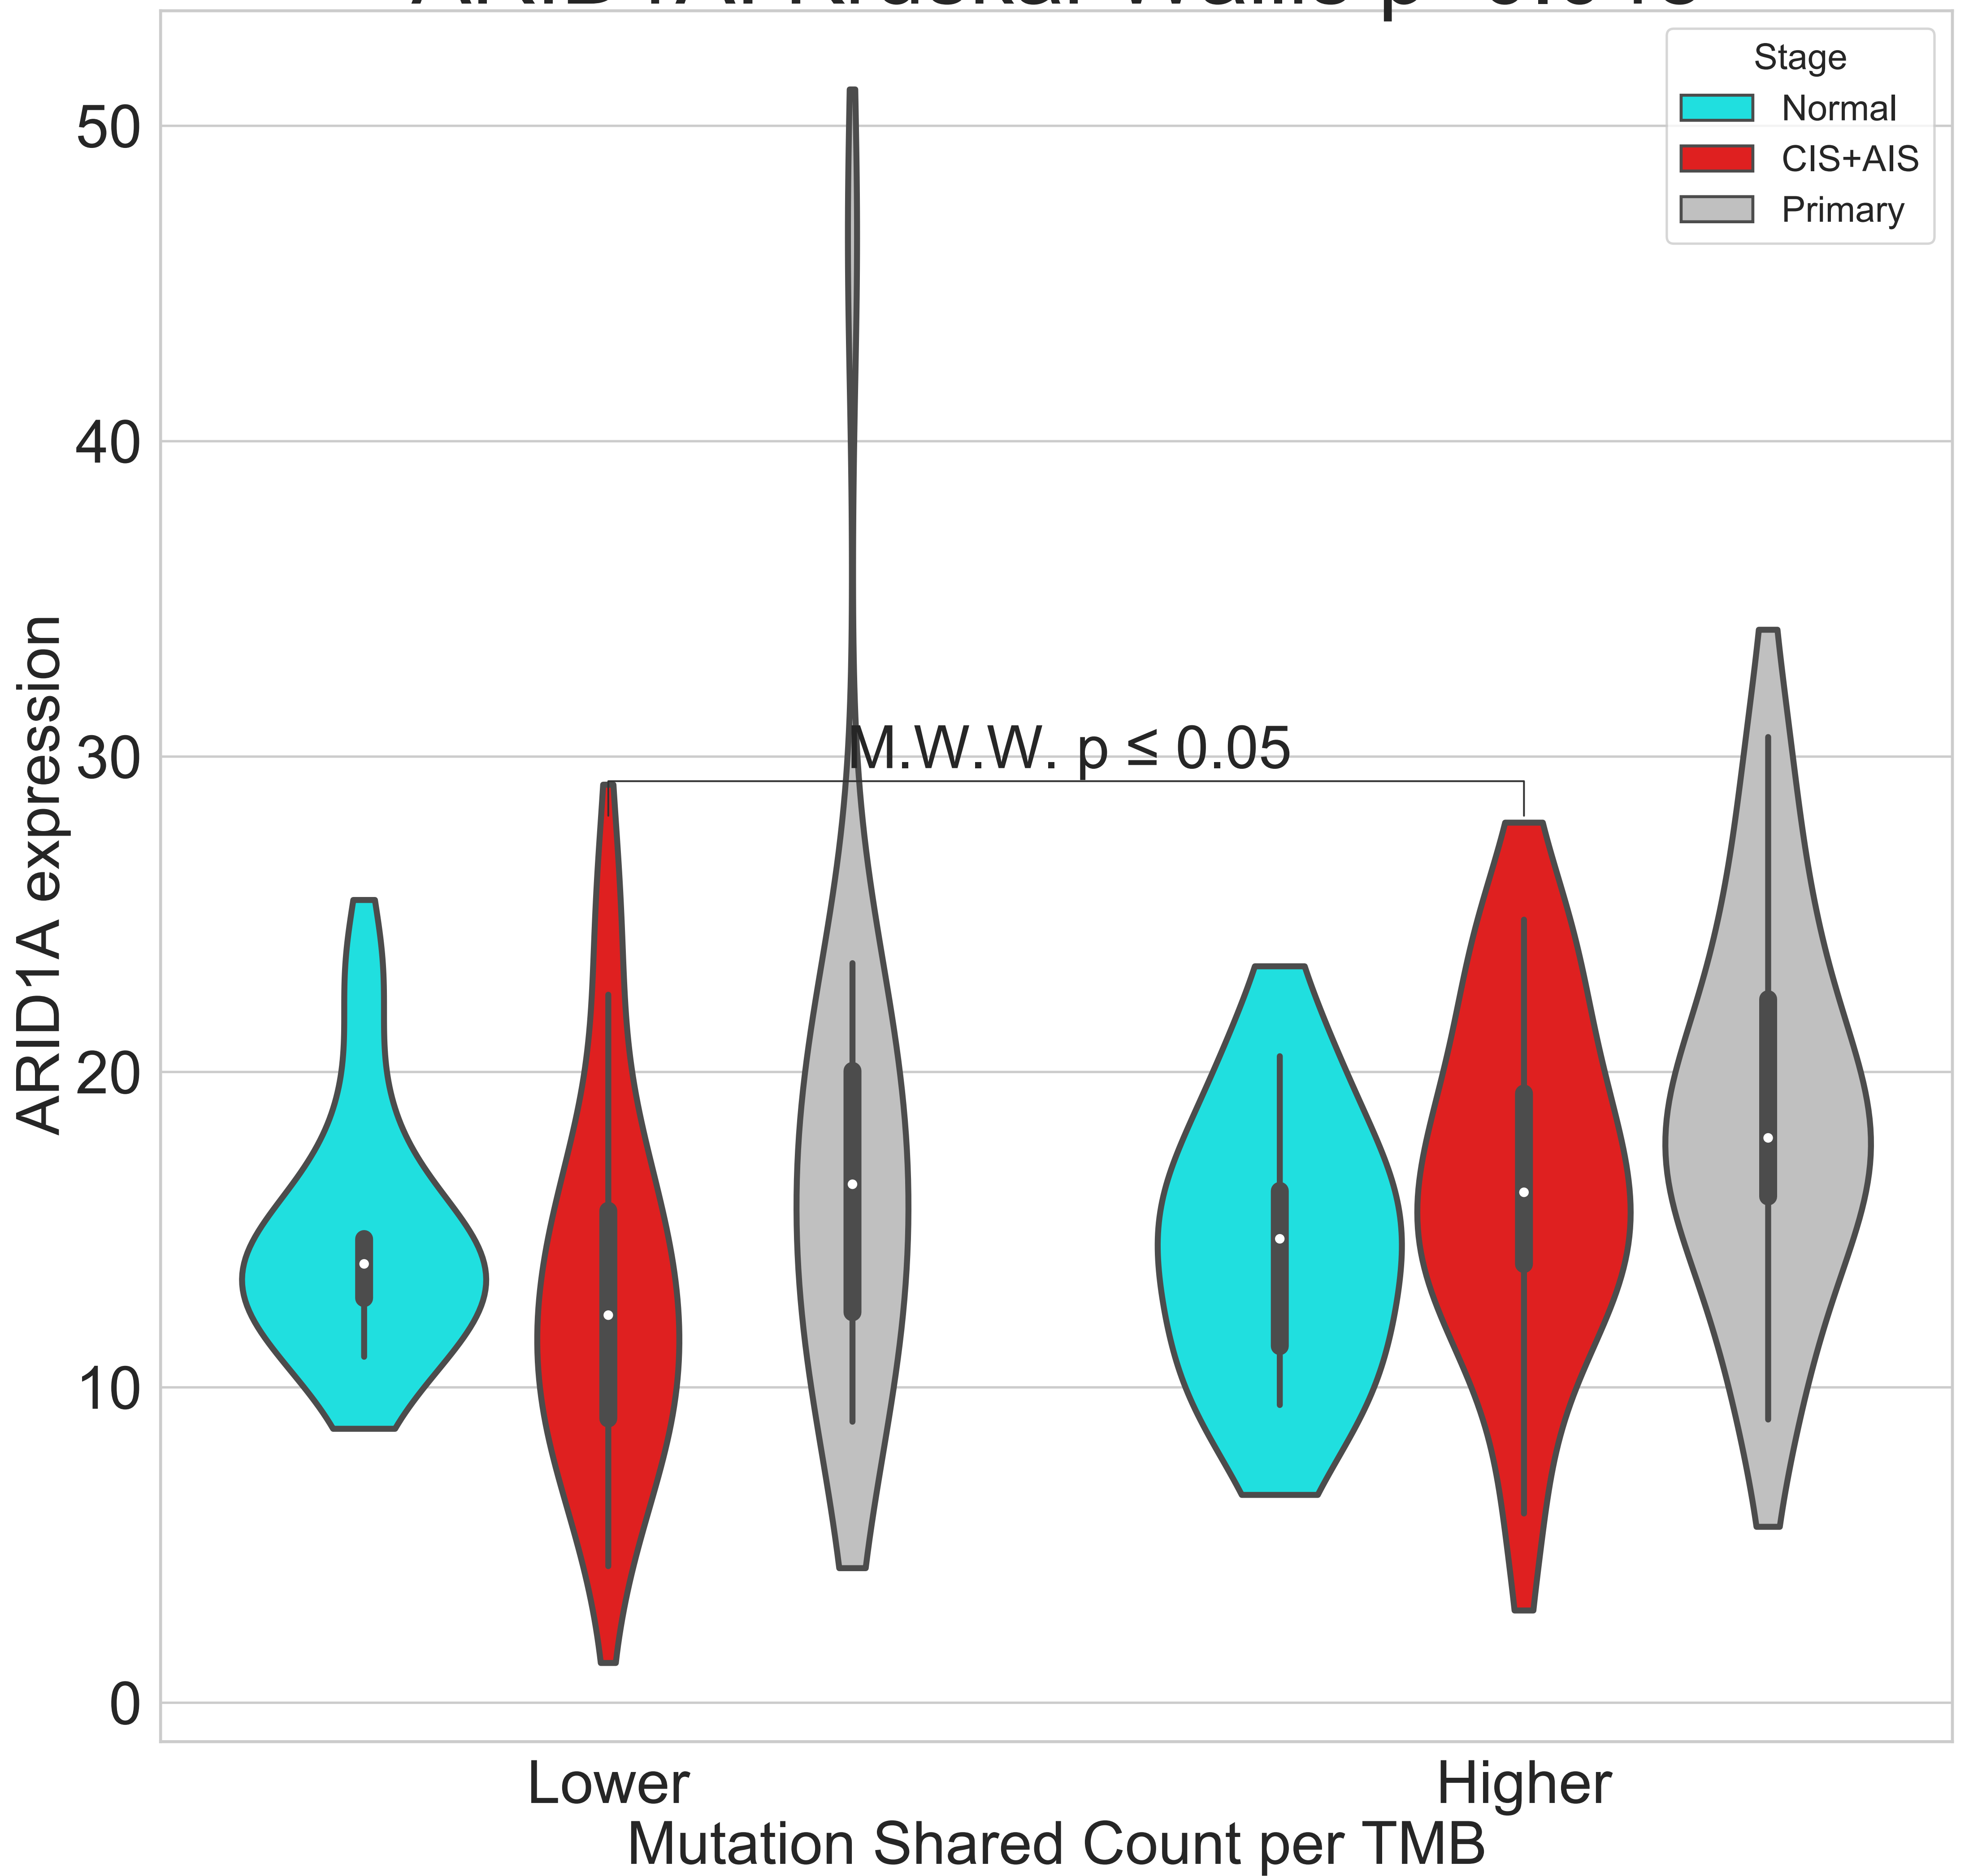 Stage
Normal
CIS+AIS
Primary
50
40
30
20
10
0
ARID1A expression
M.W.W. p ≤ 0.05
Lower
Higher
Mutation Shared Count per TMB